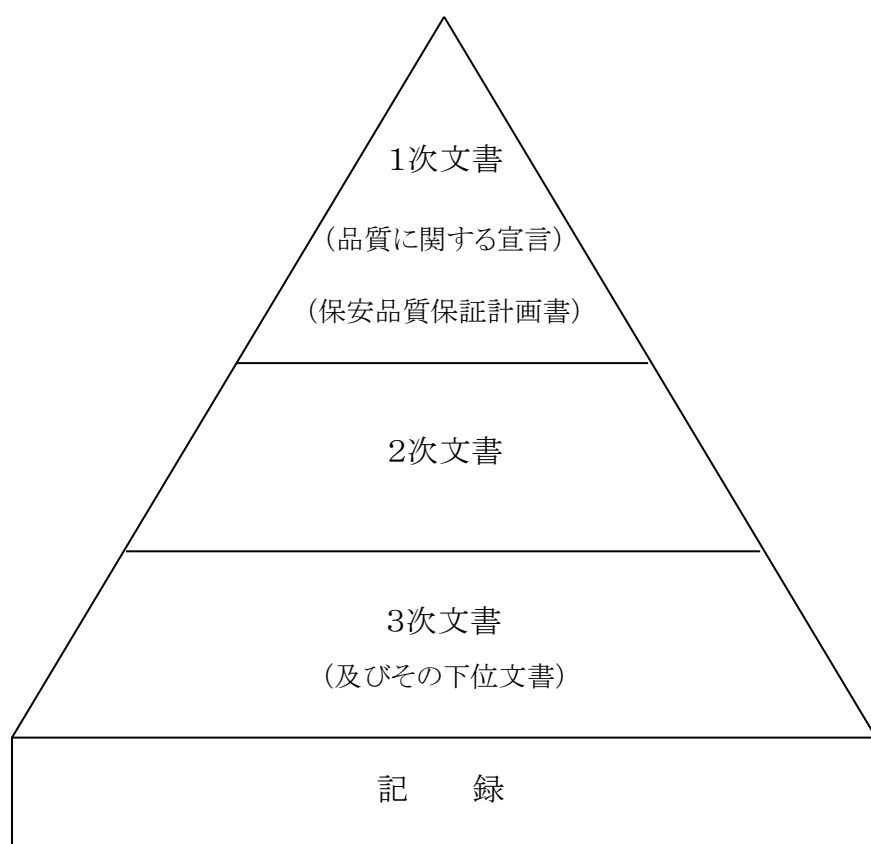 １次文書
（品質に関する宣言）
（保安品質保証計画書）
２次文書
３次文書
（及びその下位文書）
記　　録